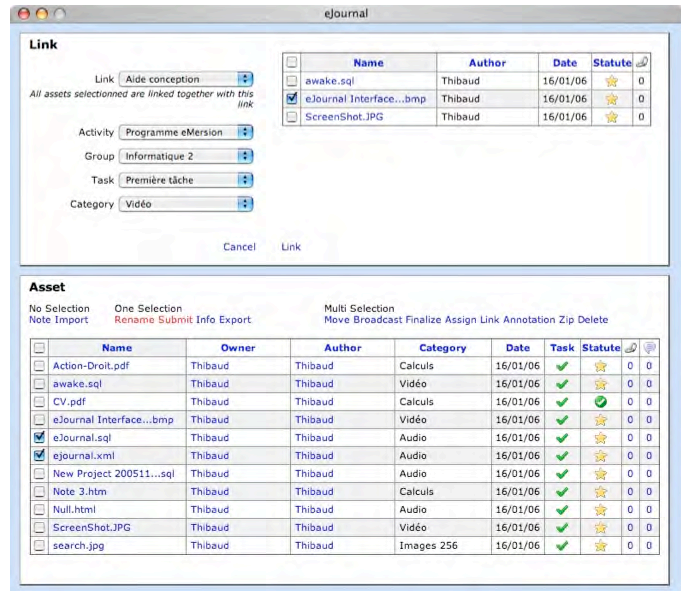 eJournal
Link
Link Aide conception
All assets selectionned are linked together with this
link
Activity Programme eMersion
Group Informatique 2
Task Première tâche
Category Vidéo
Cancel Link
Name Author Date Statute
awake.sql Thibaud 16/01/06 0
eJournal Interface...bmp Thibaud 16/01/06 0
ScreenShot.JPG Thibaud 16/01/06 0
Asset
No Selection One Selection Multi Selection
Note Import Rename Submit Info Export Move Broadcast Finalize Assign Link Annotation Zip Delete
Name Owner Author Category Date Task Statute
Action-Droit.pdf Thibaud Thibaud Calculs 16/01/06 0 0
awake.sql Thibaud Thibaud Vidéo 16/01/06 0 0
CV.pdf Thibaud Thibaud Calculs 16/01/06 0 0
eJournal Interface...bmp Thibaud Thibaud Vidéo 16/01/06 0 0
eJournal.sql Thibaud Thibaud Audio 16/01/06 0 0
ejournal.xml Thibaud Thibaud Audio 16/01/06 0 0
New Project 200511...sql Thibaud Thibaud Audio 16/01/06 0 0
Note 3.htm Thibaud Thibaud Calculs 16/01/06 0 0
Null.html Thibaud Thibaud Audio 16/01/06 0 0
ScreenShot.JPG Thibaud Thibaud Vidéo 16/01/06 0 0
search.jpg Thibaud Thibaud Images 256 16/01/06 0 0